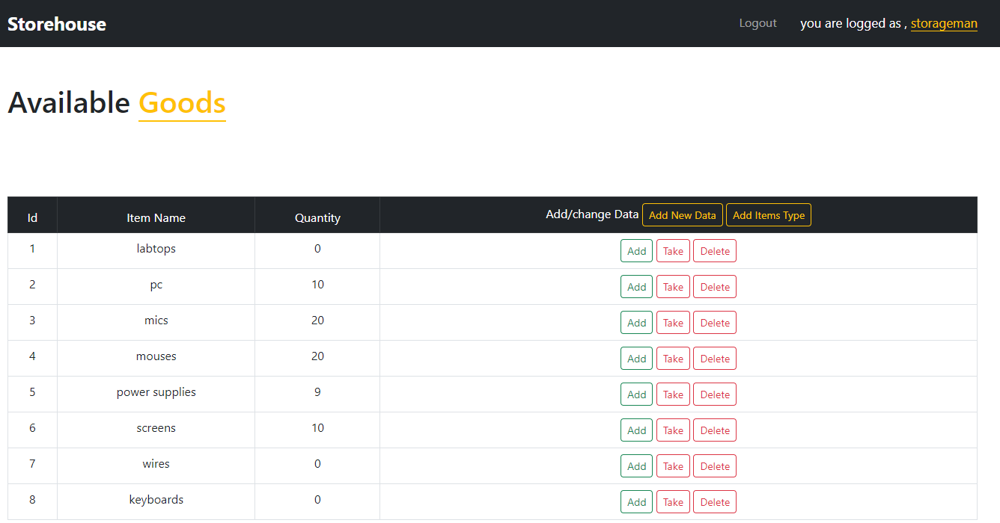 Storehouse Logout you are logged as , storageman
Available Goods
Id Item Name Quantity Add/change Data Add New Data Add Items Type
1 labtops 0 Add Take Delete
2 pc 10 Add Take Delete
3 mics 20 Add Take Delete
4 mouses 20 Add Take Delete
5 power supplies 9 Add Take Delete
6 screens 10 Add Take Delete
7 wires 0 Add Take Delete
8 keyboards 0 Add Take Delete